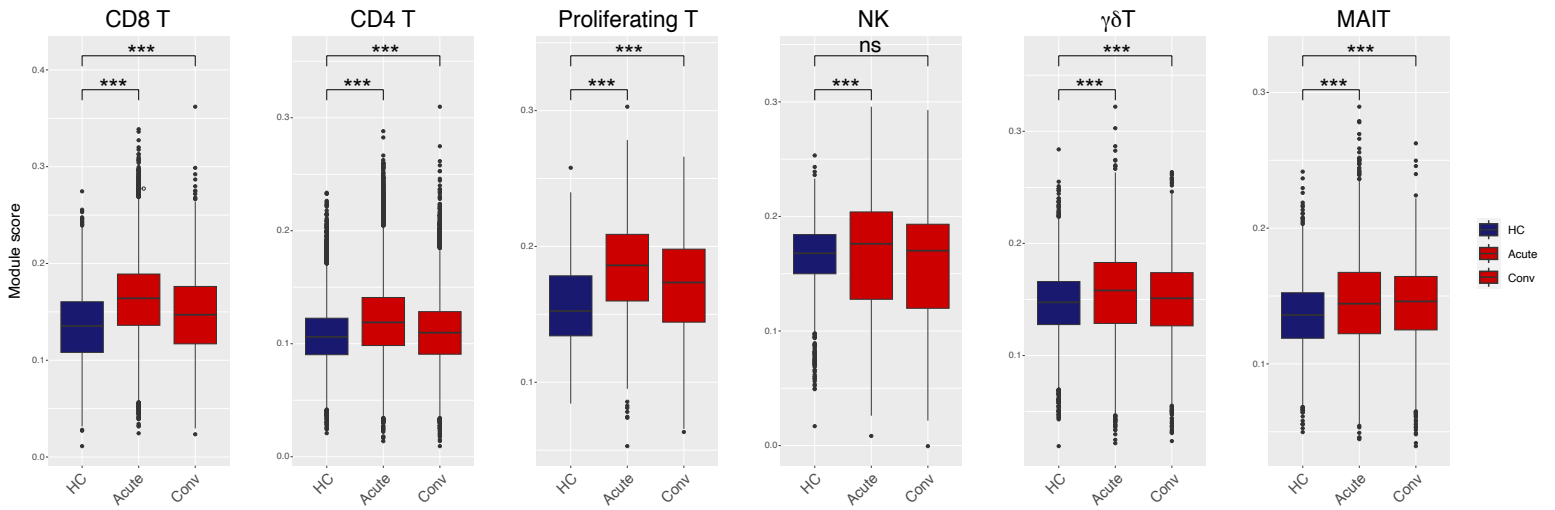 CD8 T
CD4 T
Proliferating T
NK
γδT
MAIT
Module score
***
***
0.4
0.3
0.2
0.1
0.0
HC
Acute
Conv
***
***
0.3
0.2
0.1
0.0
HC
Acute
Conv
***
***
0.3
0.2
0.1
HC
Acute
Conv
ns
***
0.3
0.2
0.1
0.0
HC
Acute
Conv
***
***
0.3
0.2
0.1
HC
Acute
Conv
***
***
0.3
0.2
0.1
HC
Acute
Conv
HC
Acute
Conv